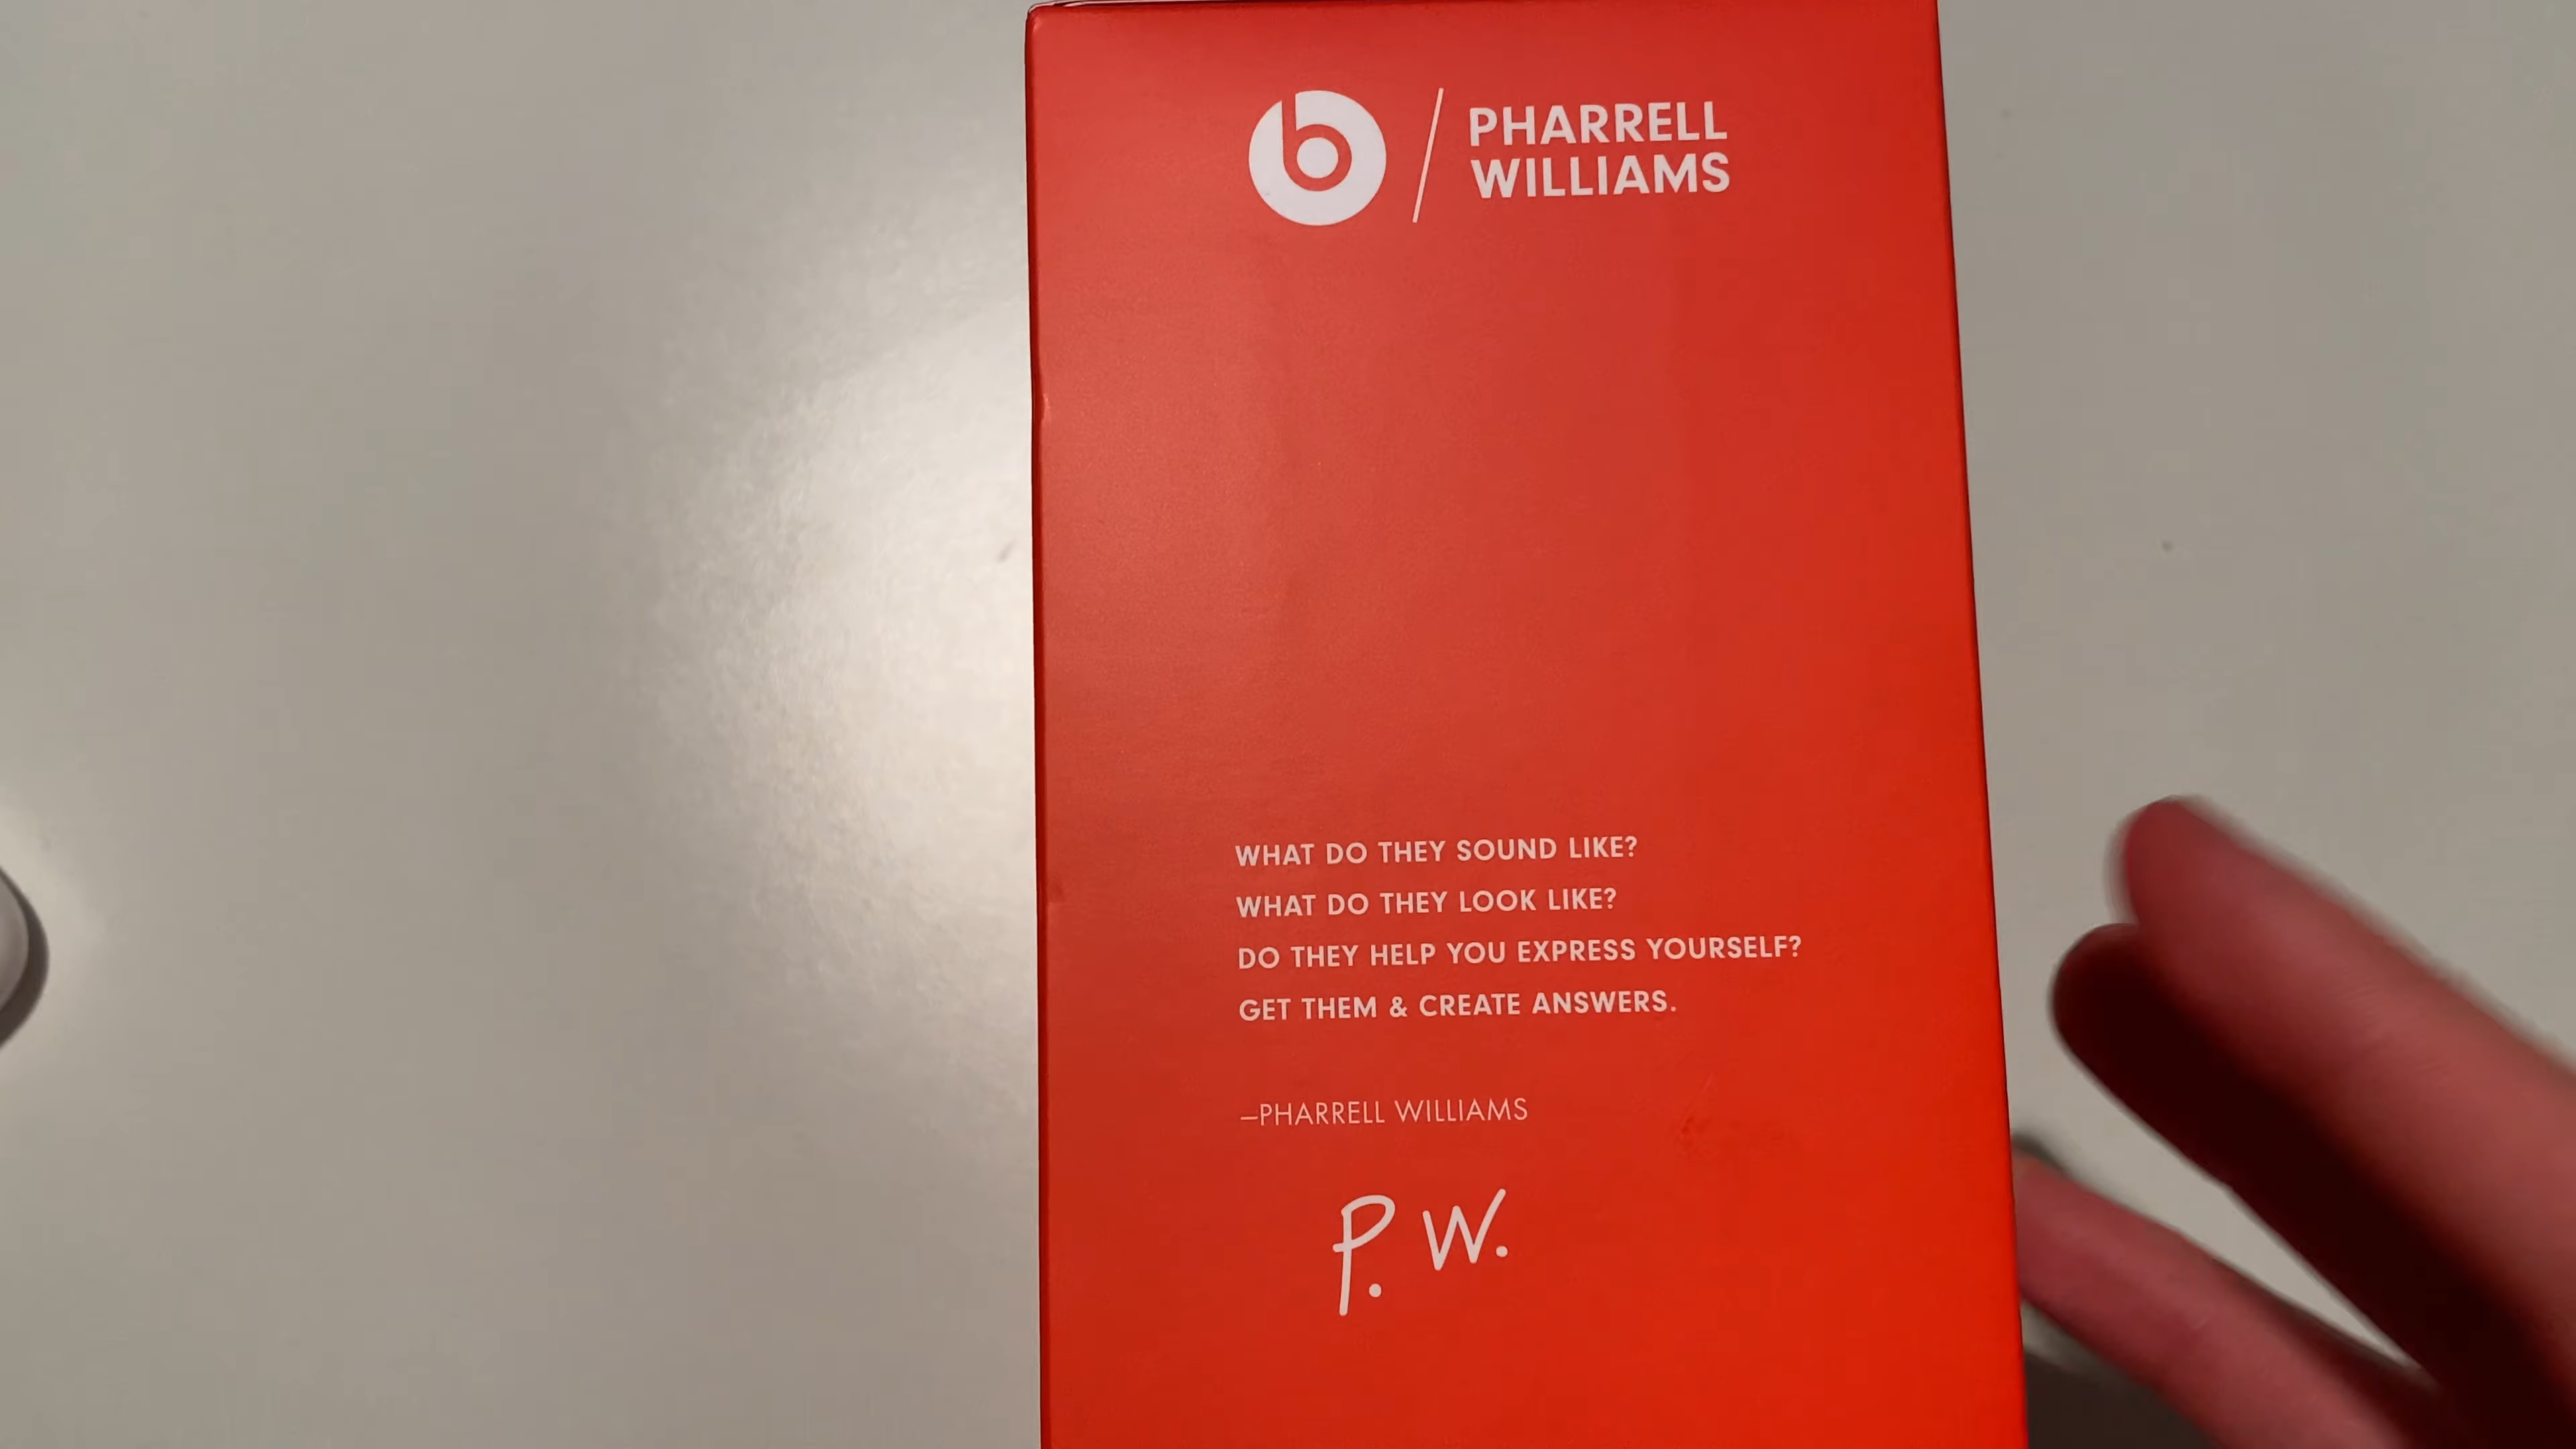 b / PHARRELL
WILLIAMS
WHAT DO THEY SOUND LIKE?
WHAT DO THEY LOOK LIKE?
DO THEY HELP YOU EXPRESS YOURSELF?
GET THEM & CREATE ANSWERS.
–PHARRELL WILLIAMS
P. W.